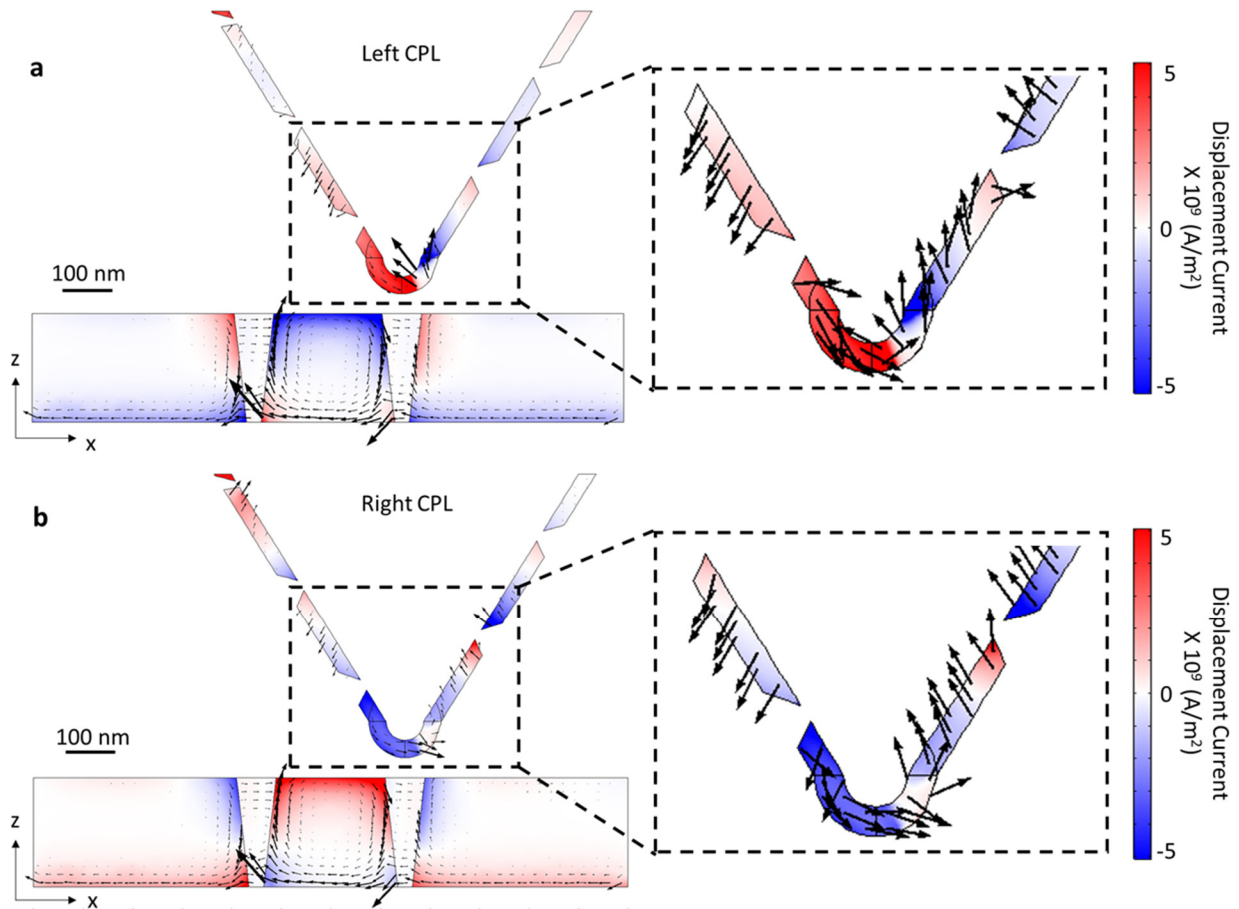 a
Left CPL
100 nm
z
x
5
0
-5
Displacement Current
X 10⁹ (A/m²)
b
Right CPL
100 nm
z
x
5
0
-5
Displacement Current
X 10⁹ (A/m²)